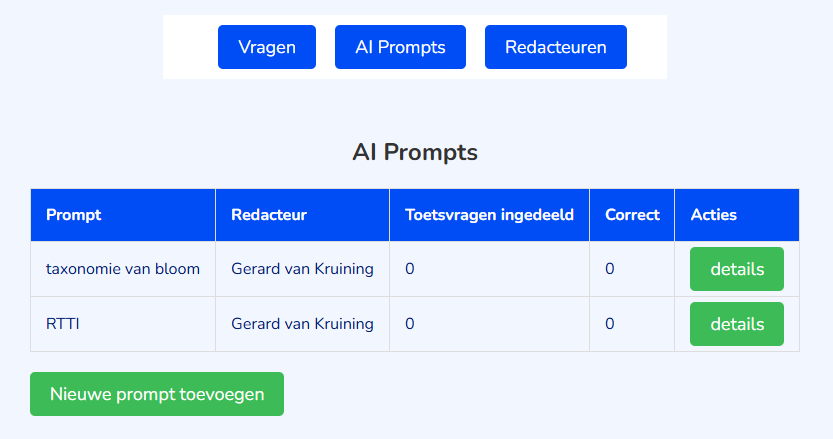 Vragen AI Prompts Redacteuren
AI Prompts
Prompt Redacteur Toetsvragen ingedeeld Correct Acties
taxonomie van bloom Gerard van Kruining 0 0 details
RTTI Gerard van Kruining 0 0 details
Nieuwe prompt toevoegen